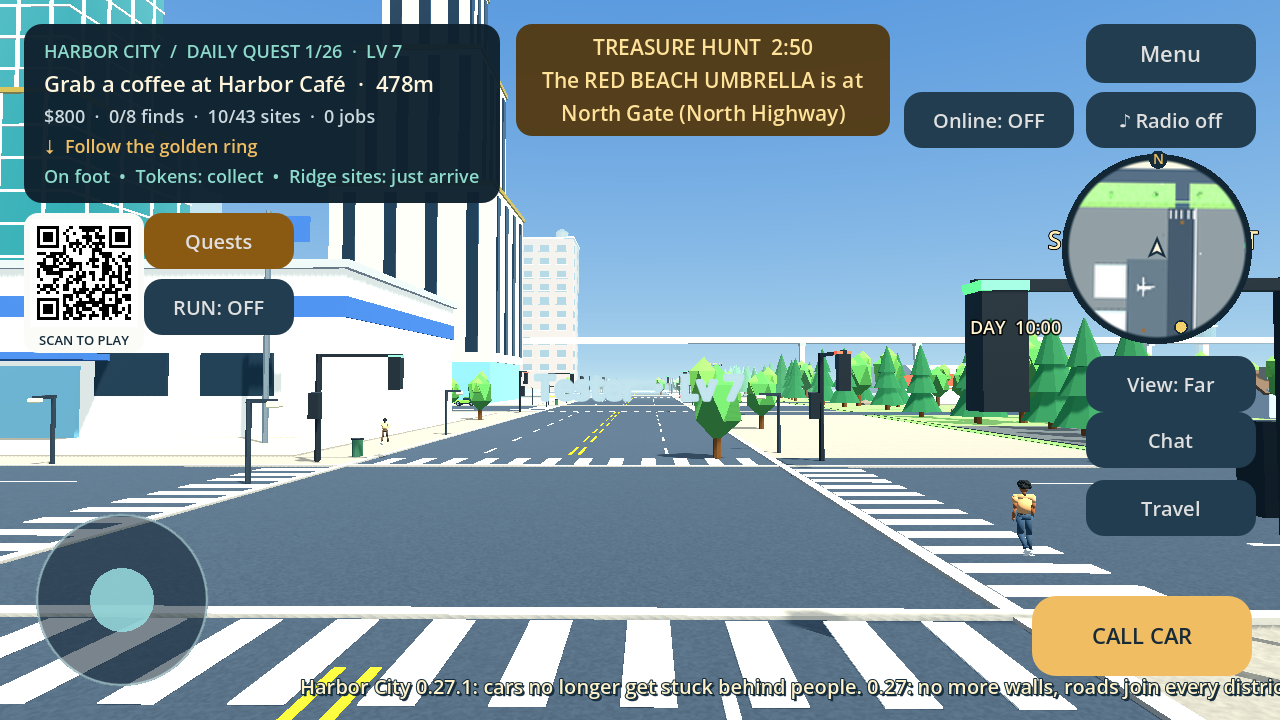 HARBOR CITY / DAILY QUEST 1/26 · LV 7
Grab a coffee at Harbor Café · 478m
$800 · 0/8 finds · 10/43 sites · 0 jobs
↓ Follow the golden ring
On foot • Tokens: collect • Ridge sites: just arrive
TREASURE HUNT 2:50
The RED BEACH UMBRELLA is at
North Gate (North Highway)
Menu
Online: OFF
♪ Radio off
N
Quests
RUN: OFF
SCAN TO PLAY
DAY 10:00
View: Far
Chat
Travel
CALL CAR
Harbor City 0.27.1: cars no longer get stuck behind people. 0.27: no more walls, roads join every distric